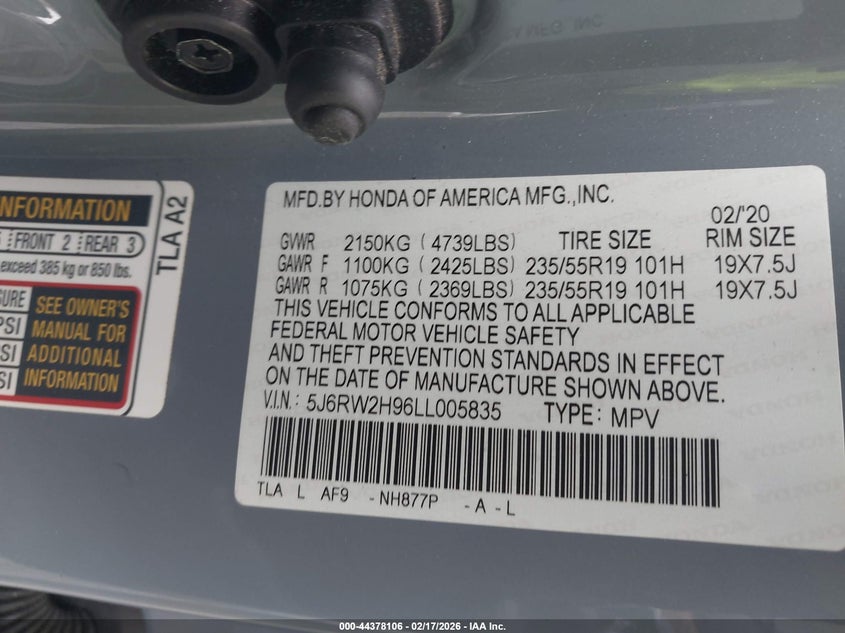 NFORMATION
FRONT 2 REAR 3
exceed 385 kg or 850 lbs.
SEE OWNER'S
MANUAL FOR
ADDITIONAL
INFORMATION
PSI
TLA A2
MFD.BY HONDA OF AMERICA MFG.,INC.
02/'20
GVWR 2150KG ( 4739LBS) TIRE SIZE RIM SIZE
GAWR F 1100KG ( 2425LBS) 235/55R19 101H 19X7.5J
GAWR R 1075KG ( 2369LBS) 235/55R19 101H 19X7.5J
THIS VEHICLE CONFORMS TO ALL APPLICABLE
FEDERAL MOTOR VEHICLE SAFETY
AND THEFT PREVENTION STANDARDS IN EFFECT
ON THE DATE OF MANUFACTURE SHOWN ABOVE.
V.I.N.: 5J6RW2H96LL005835 TYPE: MPV
TLA L AF9 - NH877P - A - L
000-44378106 - 02/17/2026 - IAA Inc.